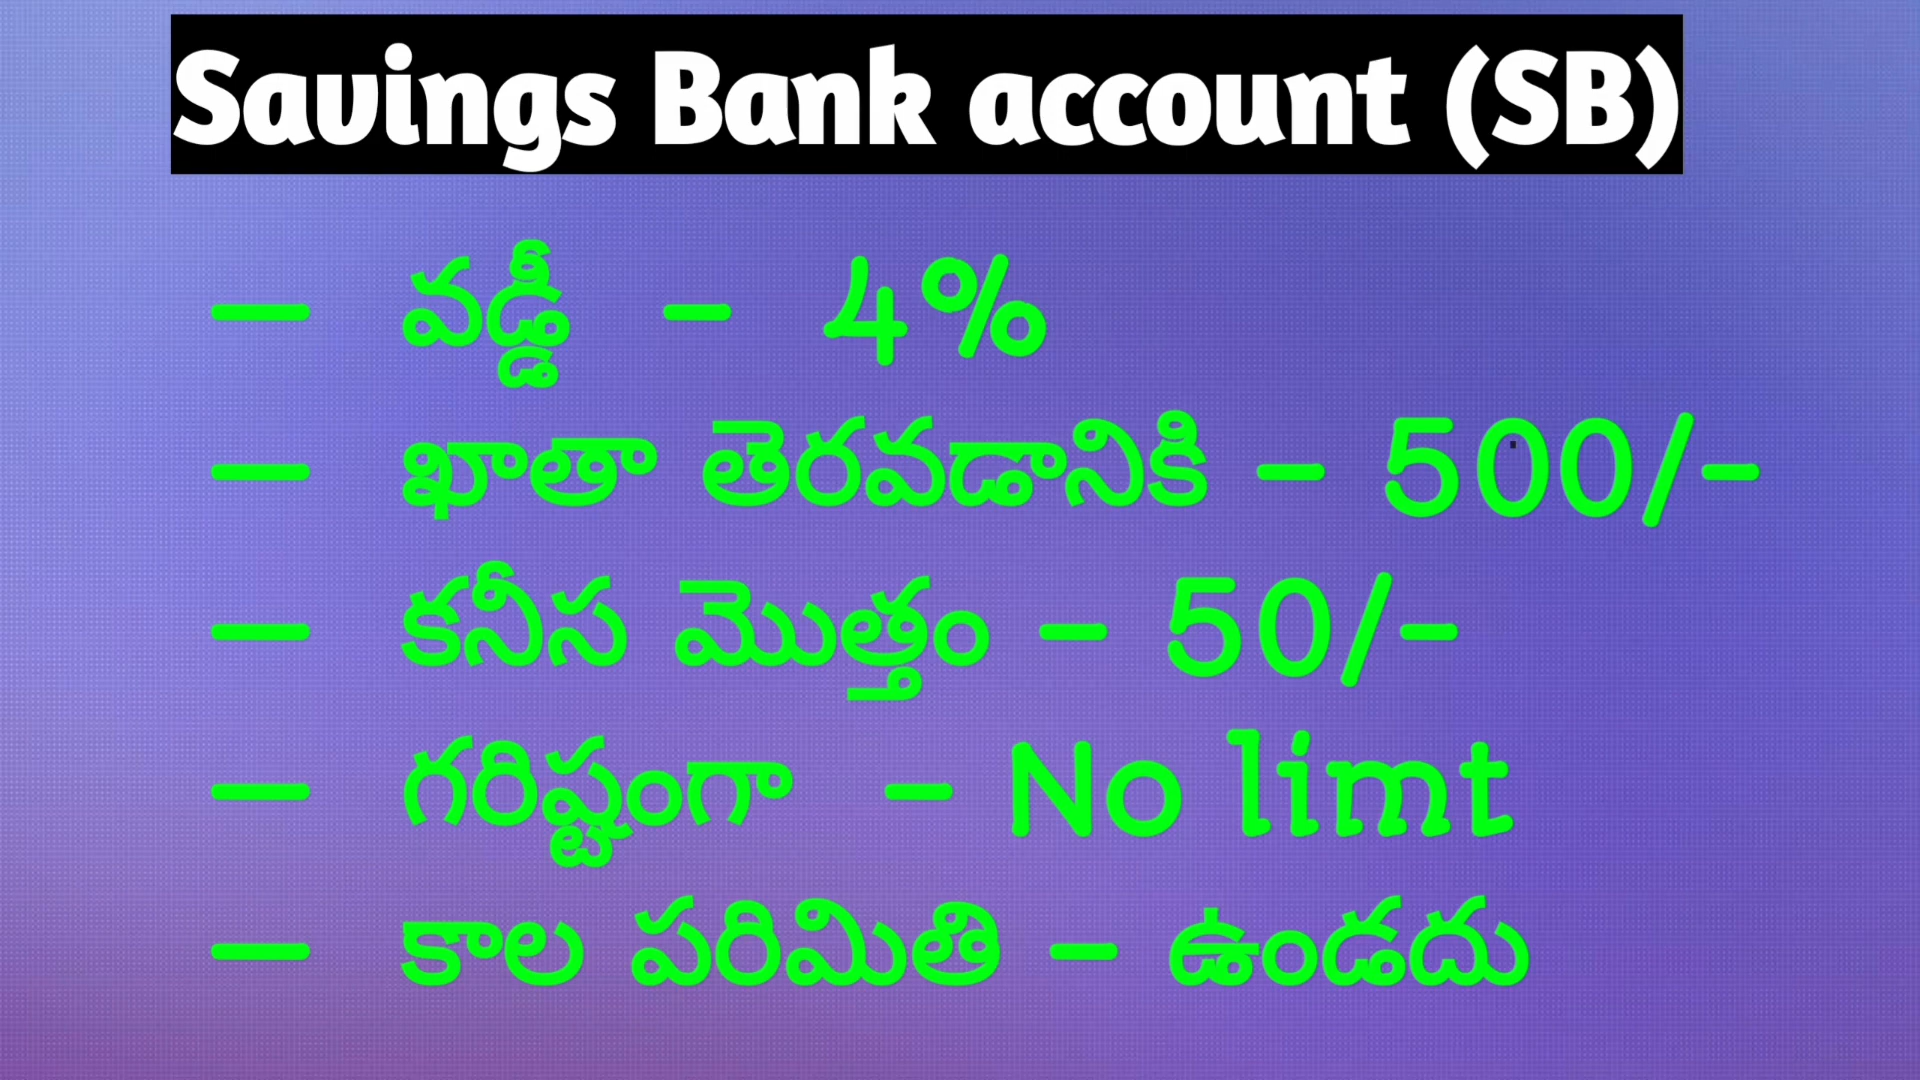 Savings Bank account (SB)
— వడ్డీ – 4%
— ఖాతా తెరవడానికి – 500/-
— కనీస మొత్తం – 50/-
— గరిష్టంగా – No limt
— కాల పరిమితి – ఉండదు